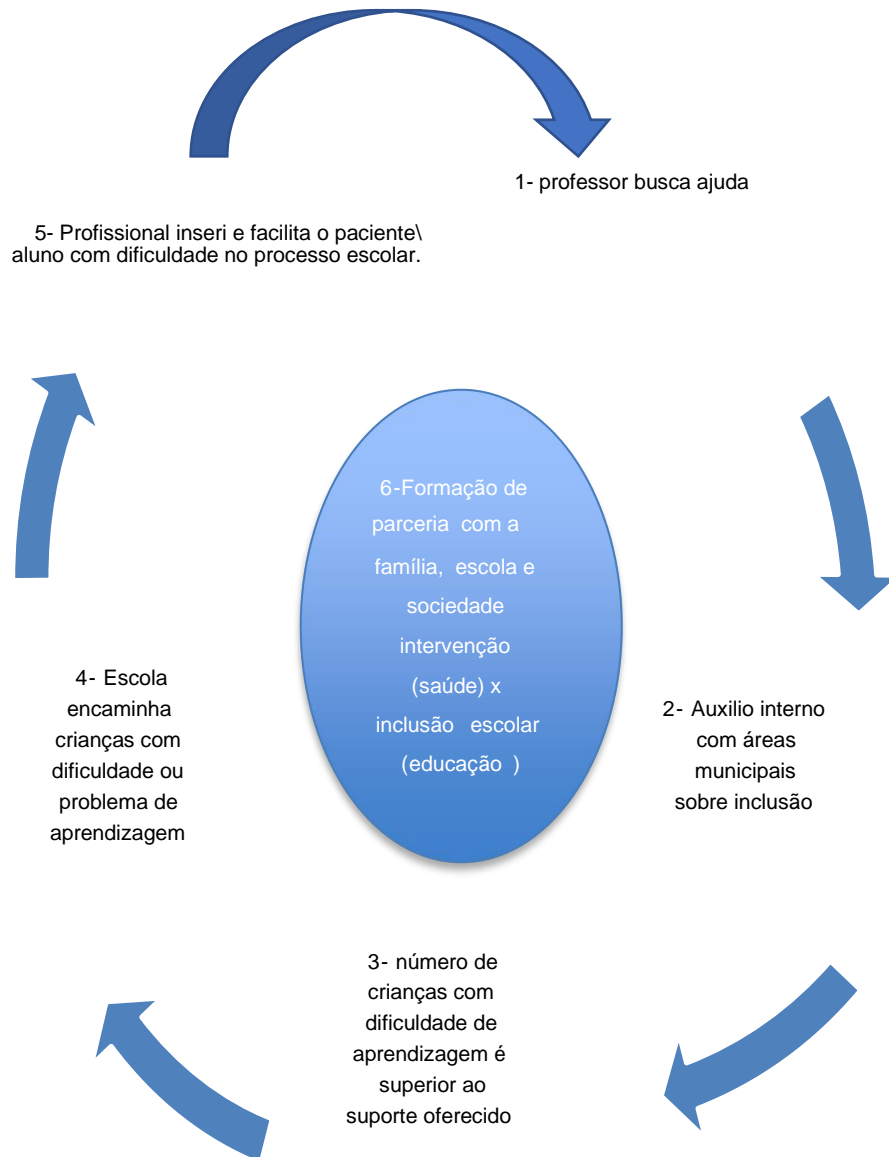 1- professor busca ajuda
5- Profissional inseri e facilita o paciente\
aluno com dificuldade no processo escolar.
6-Formação de
parceria com a
família, escola e
sociedade
intervenção
(saúde) x
inclusão escolar
(educação )
2- Auxilio interno
com áreas
municipais
sobre inclusão
4- Escola
encaminha
crianças com
dificuldade ou
problema de
aprendizagem
3- número de
crianças com
dificuldade de
aprendizagem é
superior ao
suporte oferecido